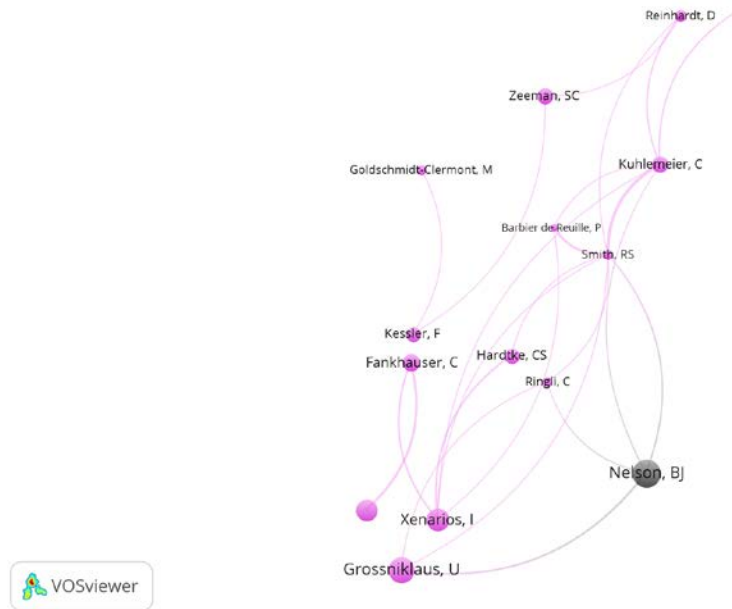 Reinhardt, D
Zeeman, SC
Kuhlemeier, C
Goldschmidt-Clermont, M
Barbier de Reuille, P
Smith, RS
Kessler, F
Hardtke, CS
Fankhauser, C
Ringli, C
Nelson, BJ
Xenarios, I
Grossniklaus, U
VOSviewer